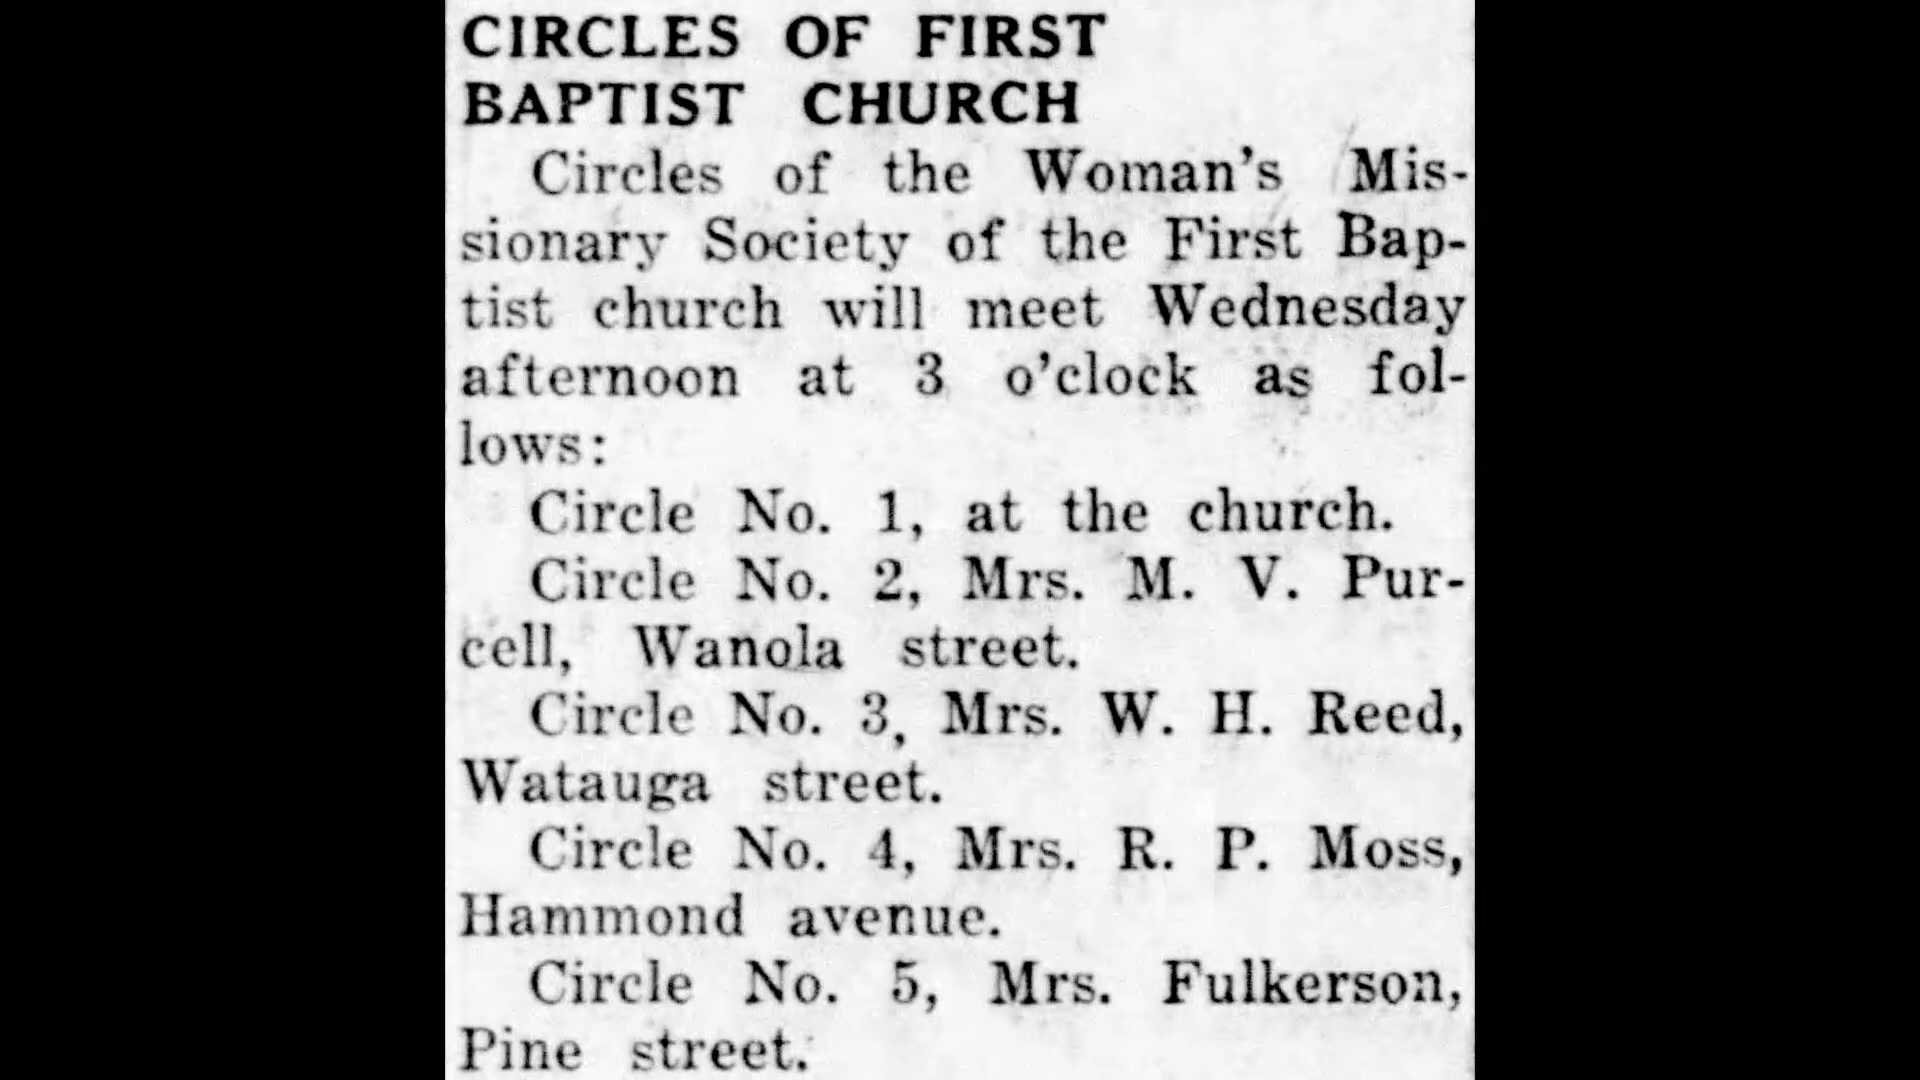 CIRCLES OF FIRST
BAPTIST CHURCH
Circles of the Woman's Mis-
sionary Society of the First Bap-
tist church will meet Wednesday
afternoon at 3 o'clock as fol-
lows:
Circle No. 1, at the church.
Circle No. 2, Mrs. M. V. Pur-
cell, Wanola street.
Circle No. 3, Mrs. W. H. Reed,
Watauga street.
Circle No. 4, Mrs. R. P. Moss,
Hammond avenue.
Circle No. 5, Mrs. Fulkerson,
Pine street.